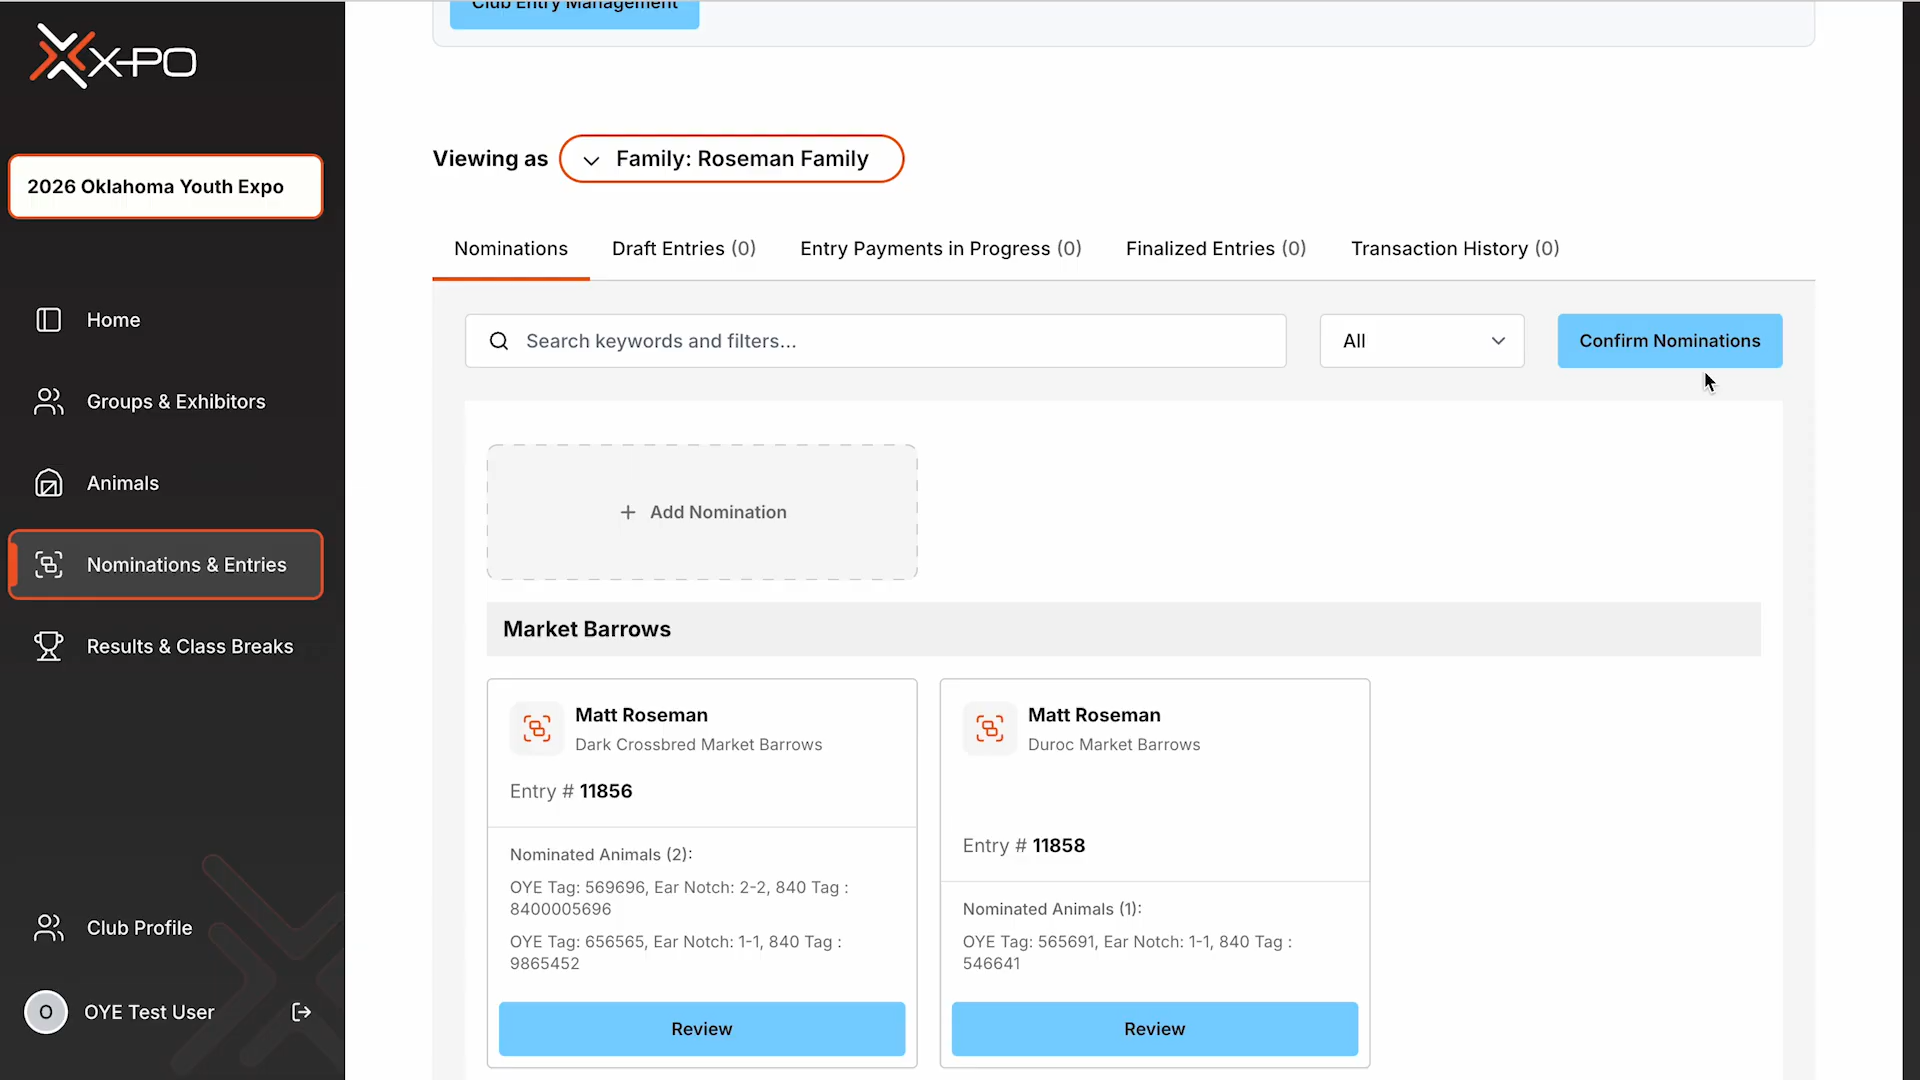 Club Entry Management
X-PO
2026 Oklahoma Youth Expo
Home
Groups & Exhibitors
Animals
Nominations & Entries
Results & Class Breaks
Club Profile
O
OYE Test User
Viewing as
Family: Roseman Family
Nominations
Draft Entries (0)
Entry Payments in Progress (0)
Finalized Entries (0)
Transaction History (0)
Search keywords and filters...
All
Confirm Nominations
+ Add Nomination
Market Barrows
Matt Roseman
Dark Crossbred Market Barrows
Entry # 11856
Nominated Animals (2):
OYE Tag: 569696, Ear Notch: 2-2, 840 Tag :
8400005696
OYE Tag: 656565, Ear Notch: 1-1, 840 Tag :
9865452
Review
Matt Roseman
Duroc Market Barrows
Entry # 11858
Nominated Animals (1):
OYE Tag: 565691, Ear Notch: 1-1, 840 Tag :
546641
Review